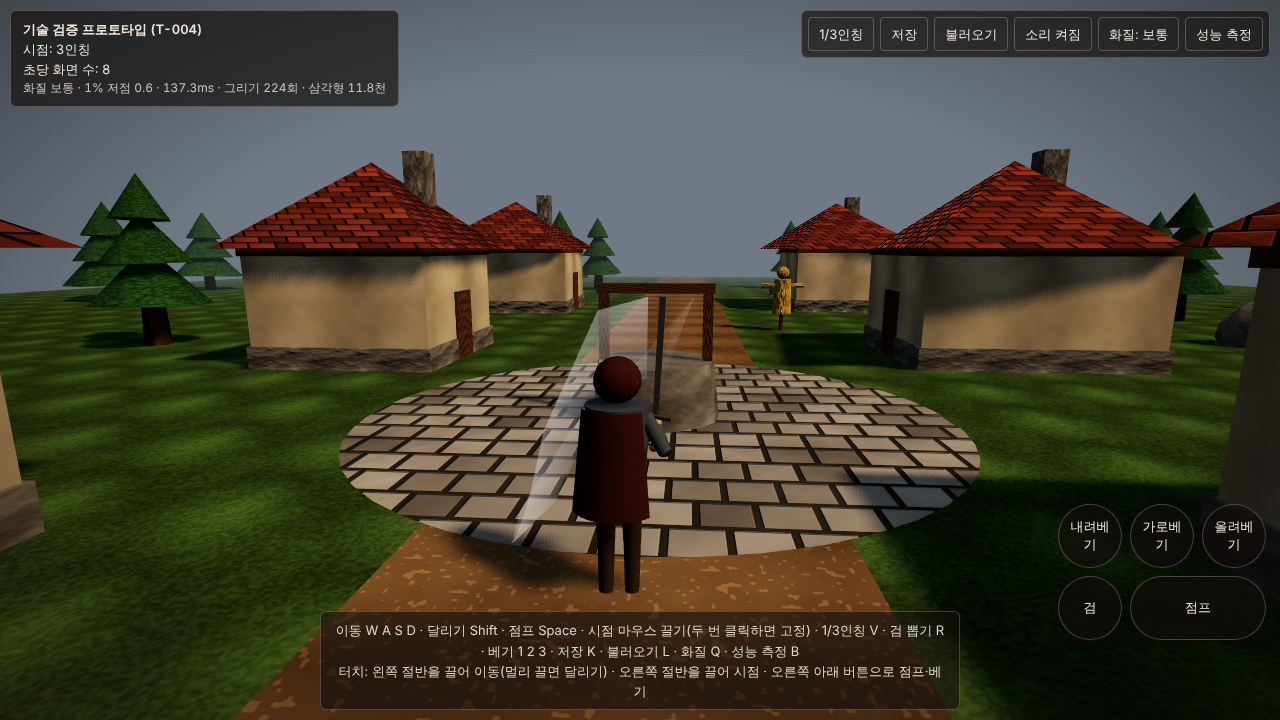 기술 검증 프로토타입 (T-004)
시점: 3인칭
초당 화면 수: 8
화질 보통 · 1% 저점 0.6 · 137.3ms · 그리기 224회 · 삼각형 11.8천
1/3인칭
저장
불러오기
소리 켜짐
화질: 보통
성능 측정
내려베
기
가로베
기
올려베
기
검
점프
이동 W A S D · 달리기 Shift · 점프 Space · 시점 마우스 끌기(두 번 클릭하면 고정) · 1/3인칭 V · 검 뽑기 R
· 베기 1 2 3 · 저장 K · 불러오기 L · 화질 Q · 성능 측정 B
터치: 왼쪽 절반을 끌어 이동(멀리 끌면 달리기) · 오른쪽 절반을 끌어 시점 · 오른쪽 아래 버튼으로 점프·베
기